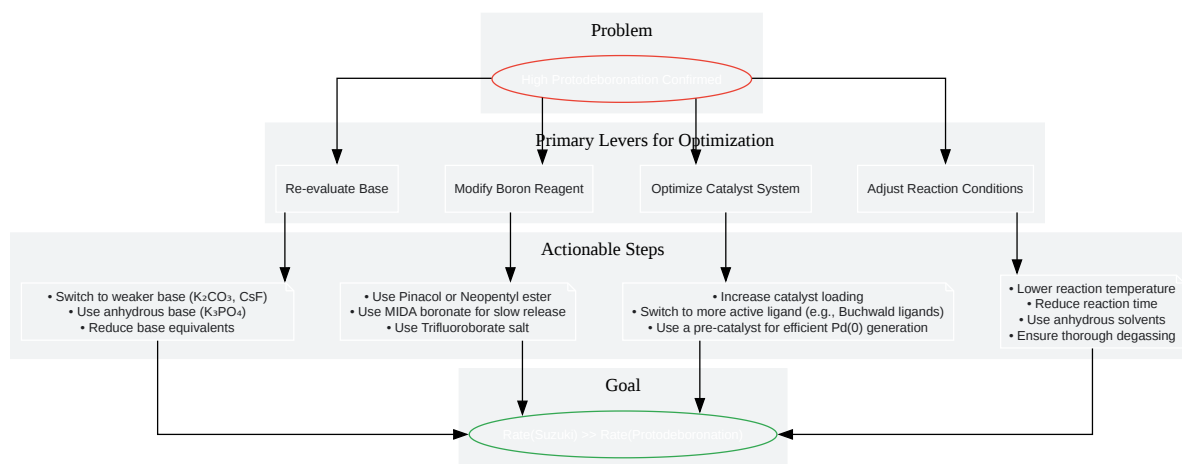 Problem
High Protodeboronation Confirmed
Primary Levers for Optimization
Re-evaluate Base
Modify Boron Reagent
Optimize Catalyst System
Adjust Reaction Conditions
Actionable Steps
• Switch to weaker base (K₂CO₃, CsF)
• Use anhydrous base (K₃PO₄)
• Reduce base equivalents
• Use Pinacol or Neopentyl ester
• Use MIDA boronate for slow release
• Use Trifluoroborate salt
• Increase catalyst loading
• Switch to more active ligand (e.g., Buchwald ligands)
• Use a pre-catalyst for efficient Pd(0) generation
• Lower reaction temperature
• Reduce reaction time
• Use anhydrous solvents
• Ensure thorough degassing
Goal
Rate(Suzuki) >> Rate(Protodeboronation)